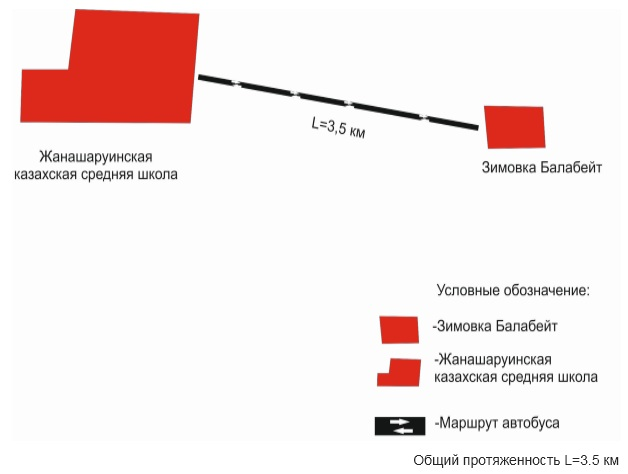 L=3,5 км
Жанашаруинская
казахская средняя школа
Зимовка Балабейт
Условные обозначение:
-Зимовка Балабейт
-Жанашаруинская
казахская средняя школа
-Маршрут автобуса
Общий протяженность L=3.5 км